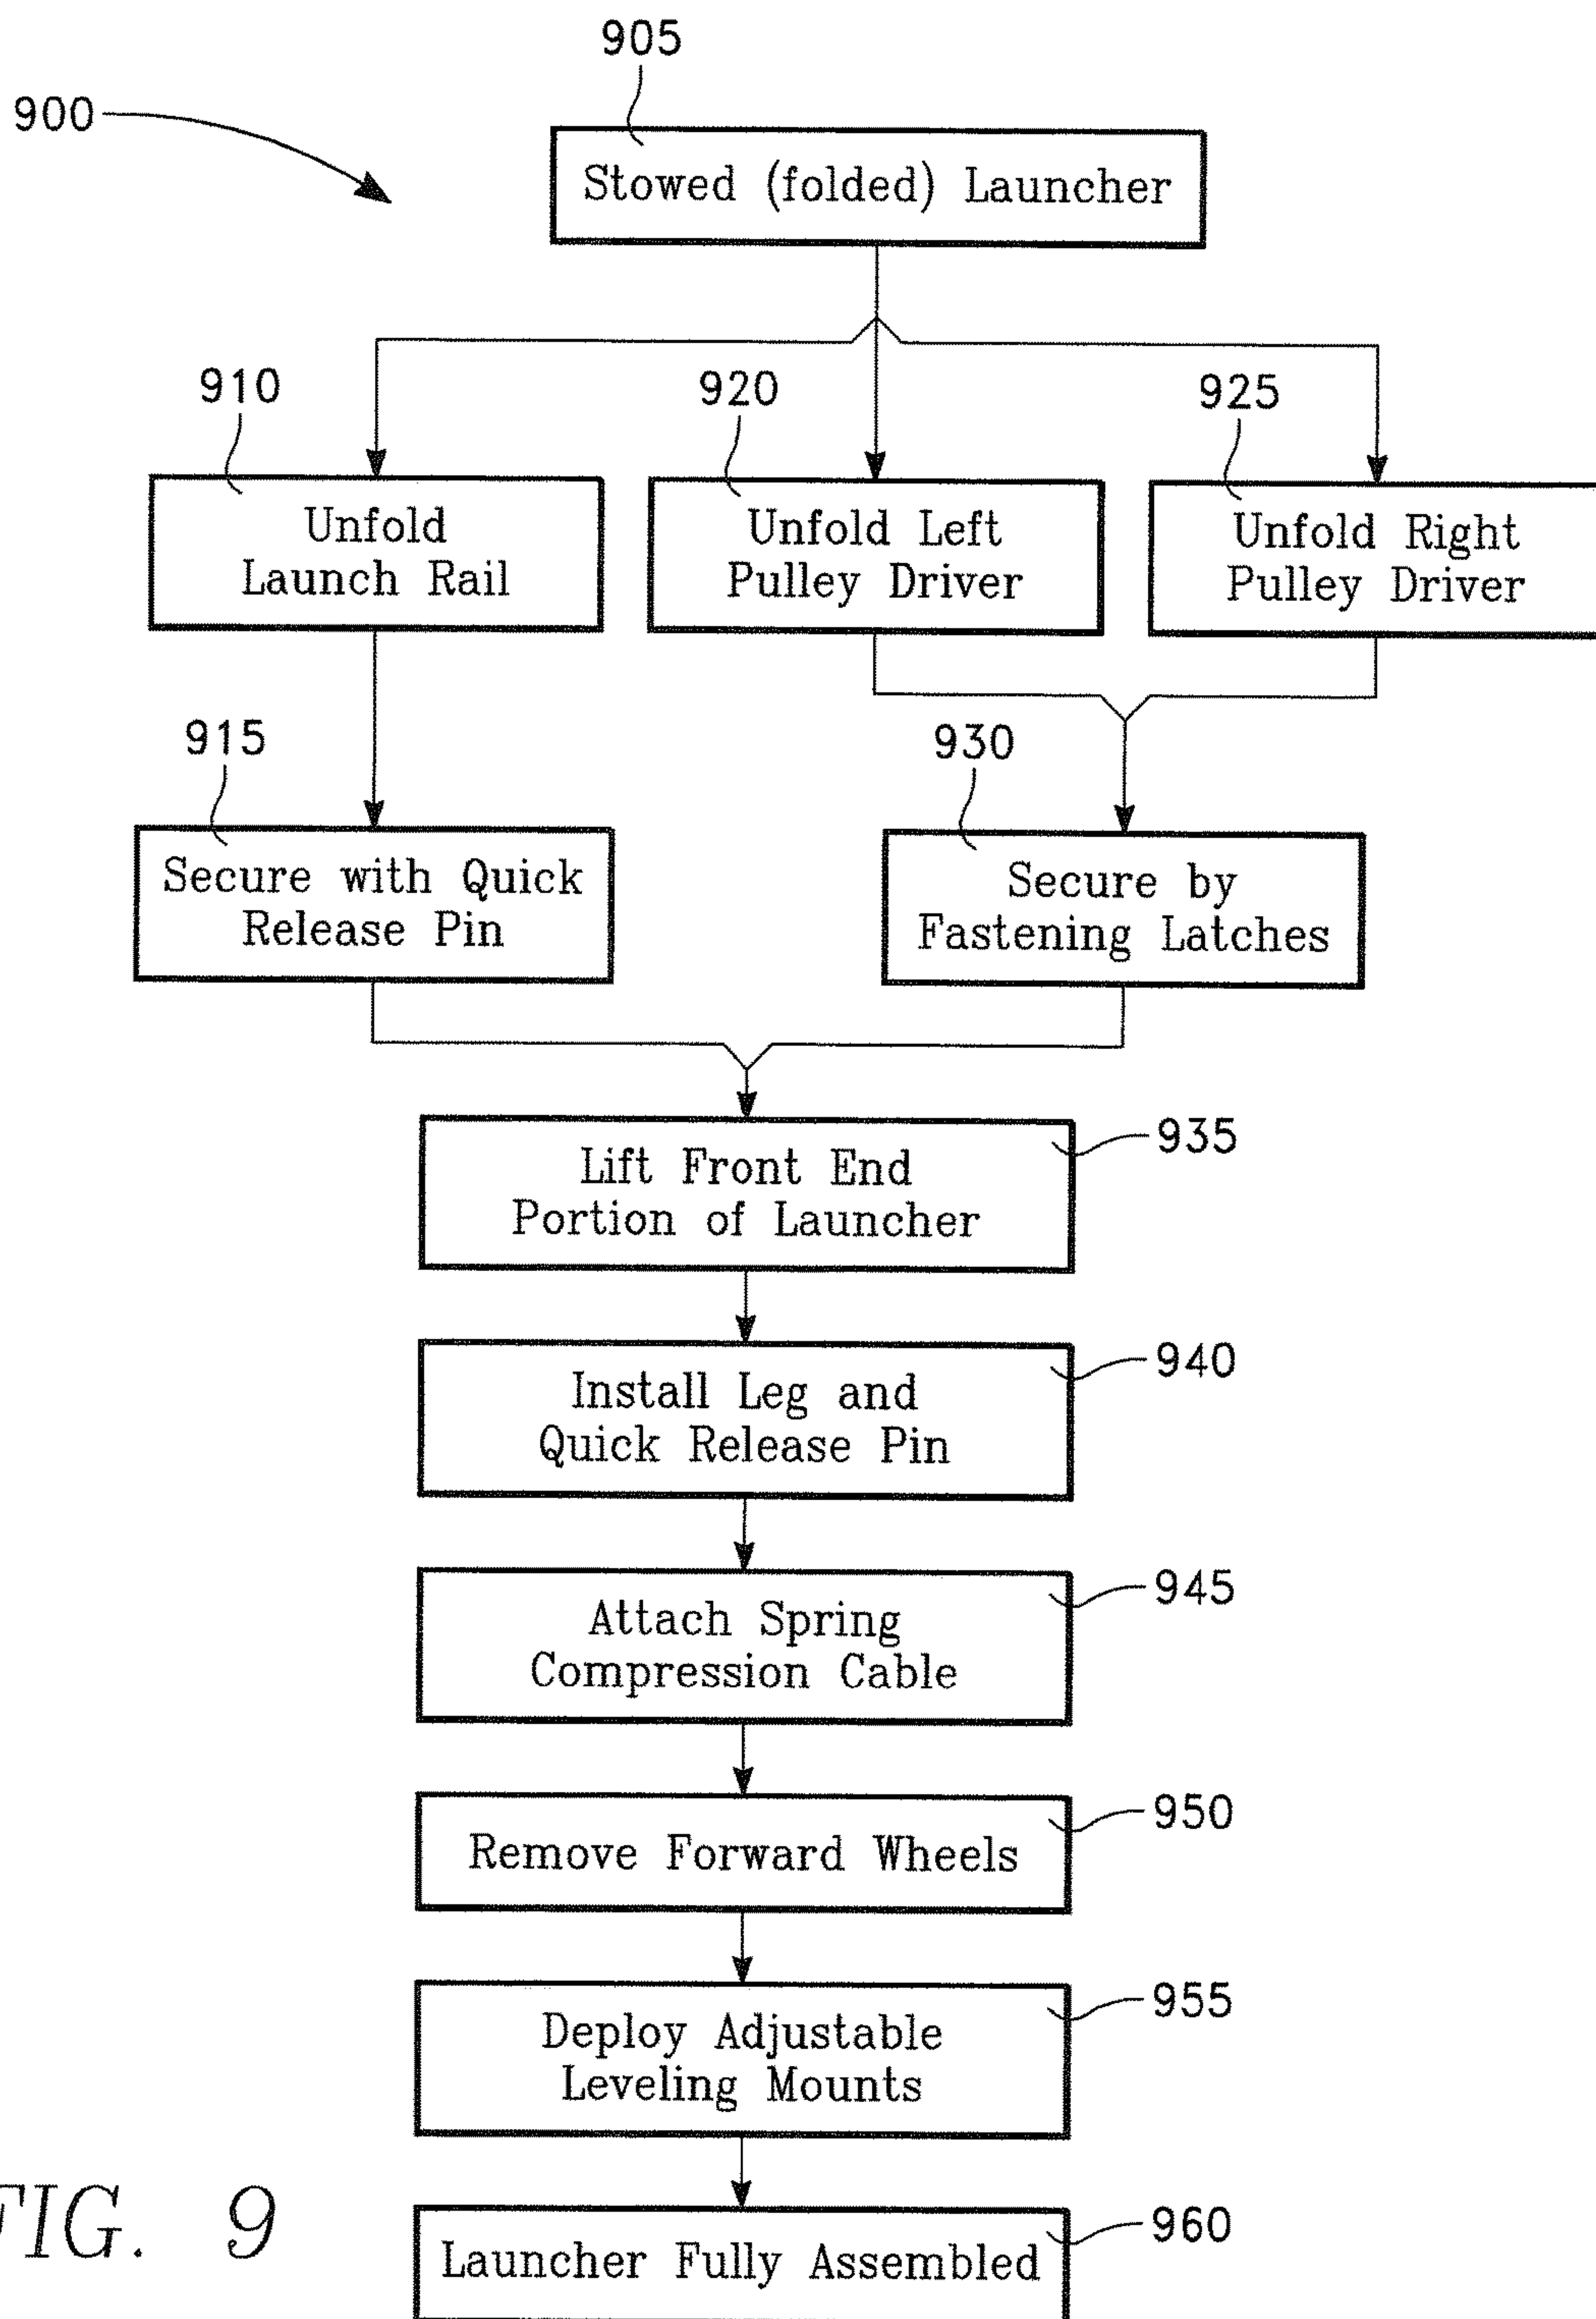 905
900
Stowed (folded) Launcher
910
920
925
Unfold
Launch Rail
Unfold Left
Pulley Driver
Unfold Right
Pulley Driver
915
930
Secure with Quick
Release Pin
Secure by
Fastening Latches
935
Lift Front End
Portion of Launcher
940
Install Leg and
Quick Release Pin
945
Attach Spring
Compression Cable
950
Remove Forward Wheels
955
Deploy Adjustable
Leveling Mounts
960
Launcher Fully Assembled
FIG. 9